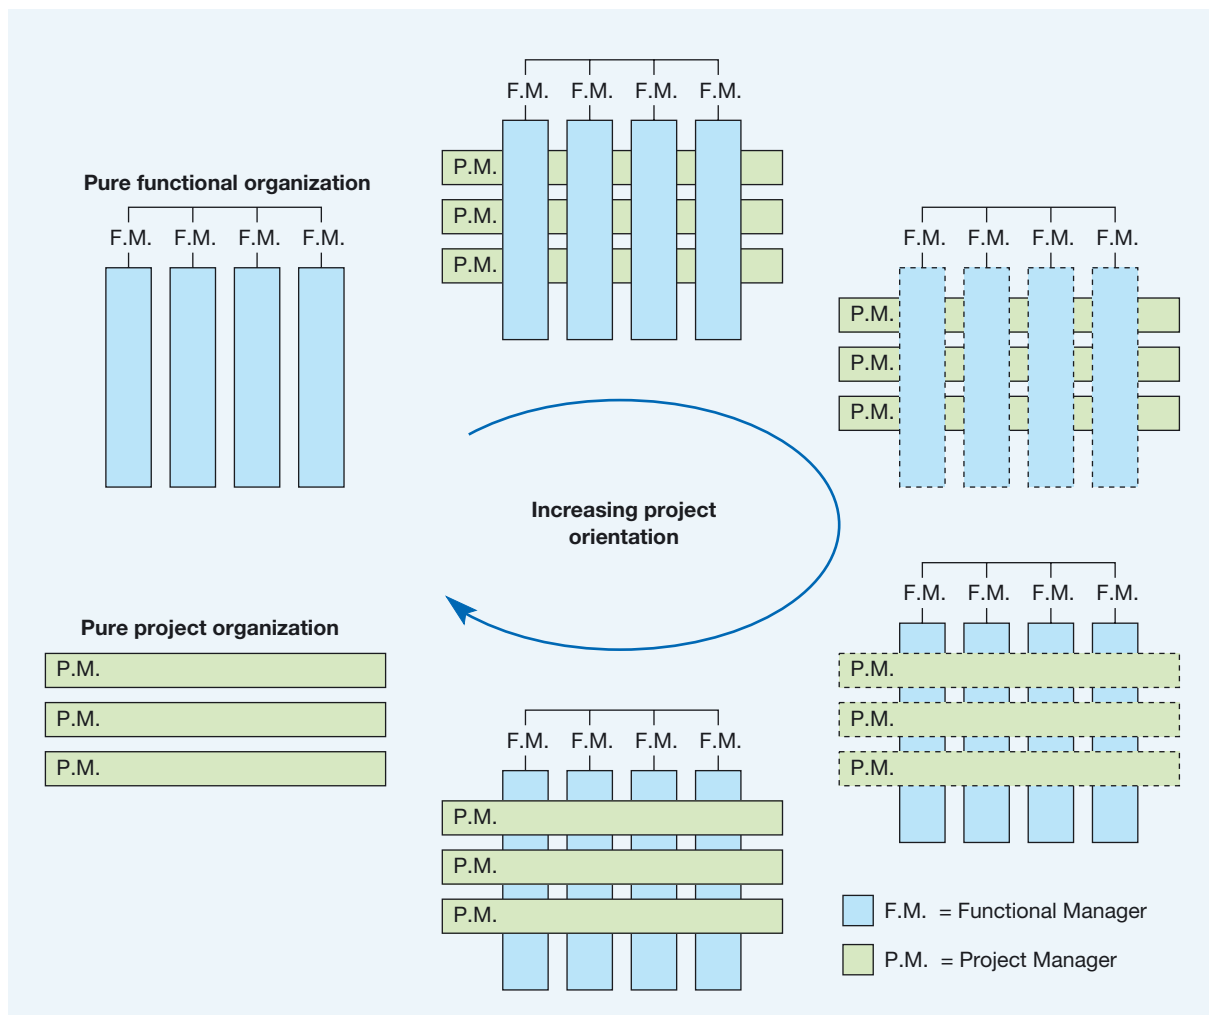 F.M. F.M. F.M. F.M.
P.M.
P.M.
P.M.
Pure functional organization
F.M. F.M. F.M. F.M.
F.M. F.M. F.M. F.M.
P.M.
P.M.
P.M.
Increasing project
orientation
Pure project organization
P.M.
P.M.
P.M.
F.M. F.M. F.M. F.M.
P.M.
P.M.
P.M.
F.M. F.M. F.M. F.M.
P.M.
P.M.
P.M.
F.M. = Functional Manager
P.M. = Project Manager